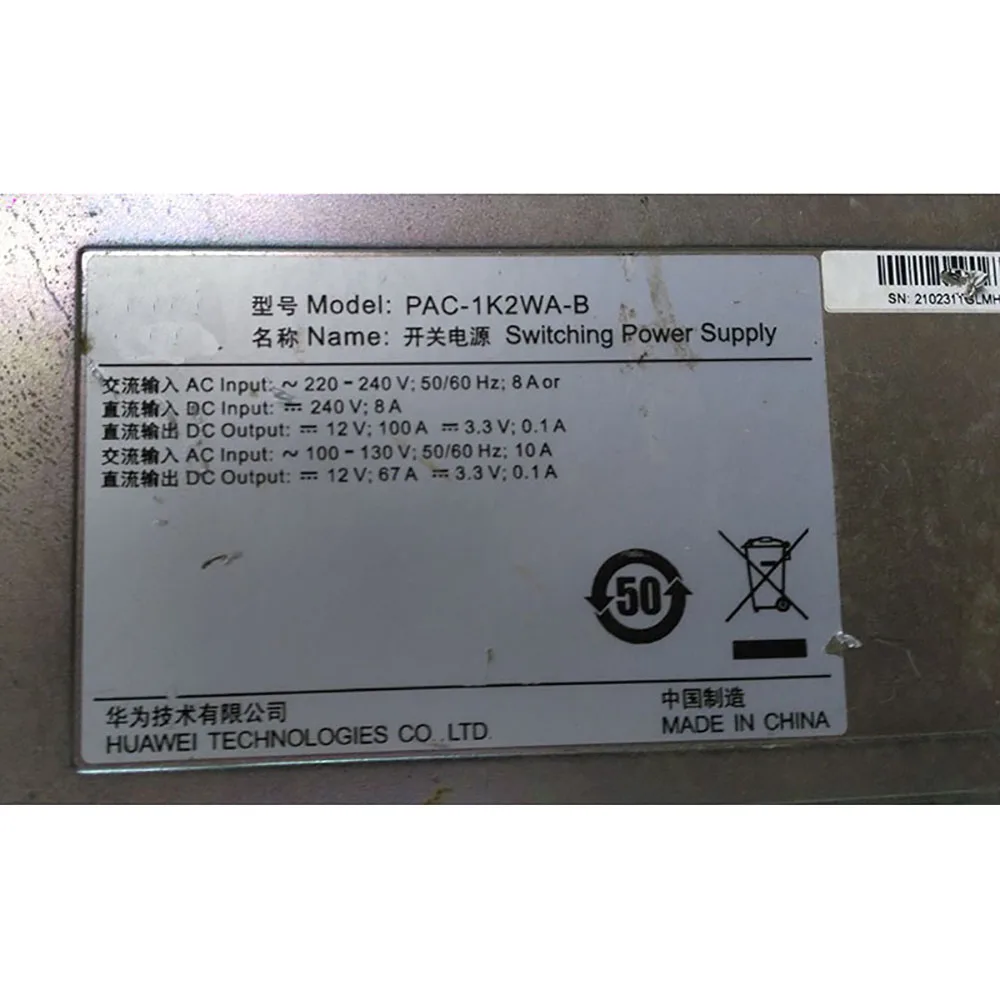 型号 Model: PAC-1K2WA-B
名称 Name: 开关电源 Switching Power Supply
SN:
交流输入 AC Input: ~ 220-240 V; 50/60 Hz; 8 A or
直流输入 DC Input: ⎓ 240 V; 8 A
直流输出 DC Output: ⎓ 12 V; 100 A ⎓ 3.3 V; 0.1 A
交流输入 AC Input: ~ 100-130 V; 50/60 Hz; 10 A
直流输出 DC Output: ⎓ 12 V; 67 A ⎓ 3.3 V; 0.1 A
50
华为技术有限公司
HUAWEI TECHNOLOGIES CO.,LTD.
中国制造
MADE IN CHINA